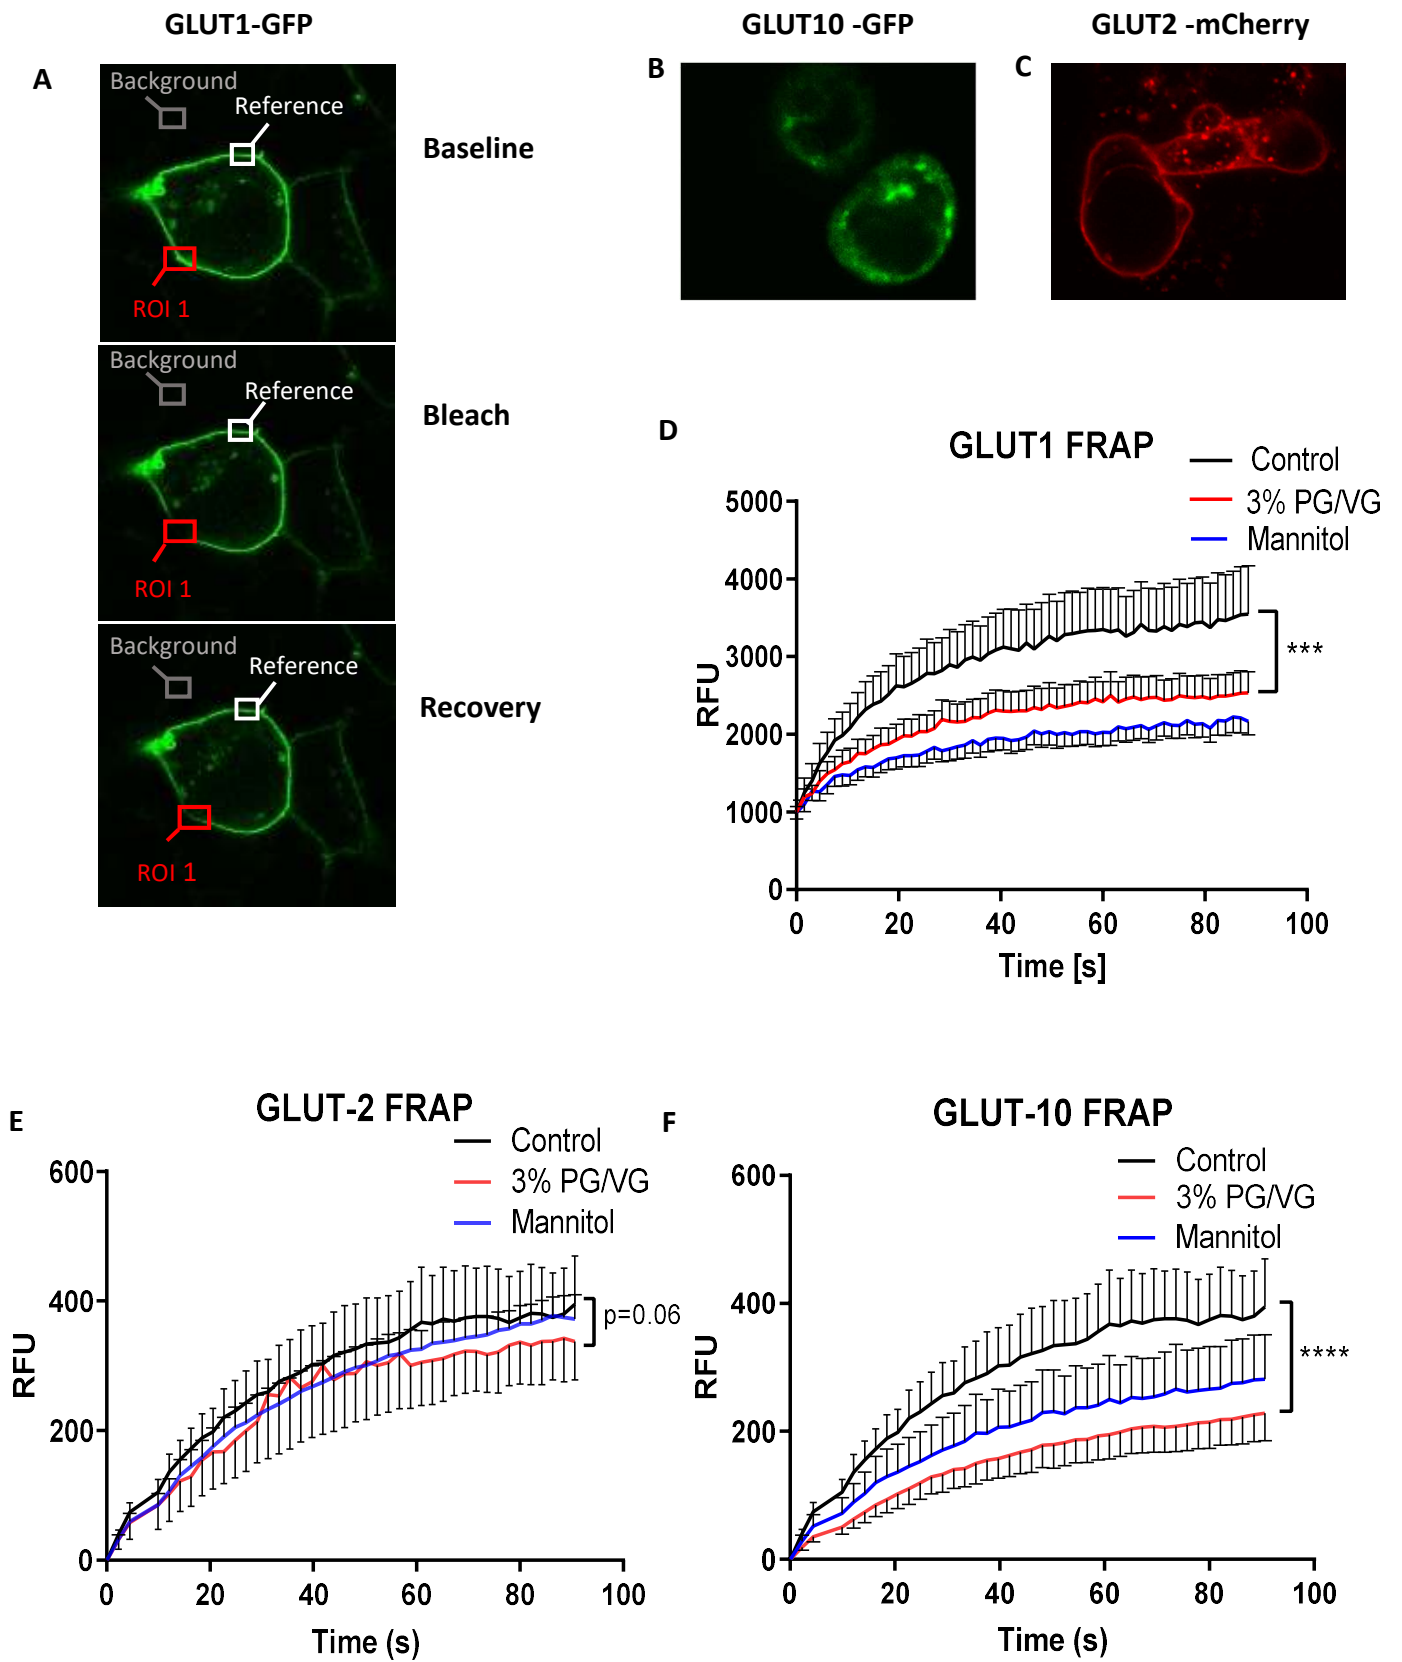 GLUT1-GFP
GLUT10 -GFP
GLUT2 -mCherry
A
Background
Reference
ROI 1
Baseline
Background
Reference
ROI 1
Bleach
Background
Reference
ROI 1
Recovery
B
C
D
GLUT1 FRAP
Control
3% PG/VG
Mannitol
5000
4000
3000
2000
1000
0
RFU
***
0 20 40 60 80 100
Time [s]
E
GLUT-2 FRAP
Control
3% PG/VG
Mannitol
600
400
200
0
RFU
p=0.06
0 20 40 60 80 100
Time (s)
F
GLUT-10 FRAP
Control
3% PG/VG
Mannitol
600
400
200
0
RFU
****
0 20 40 60 80 100
Time (s)